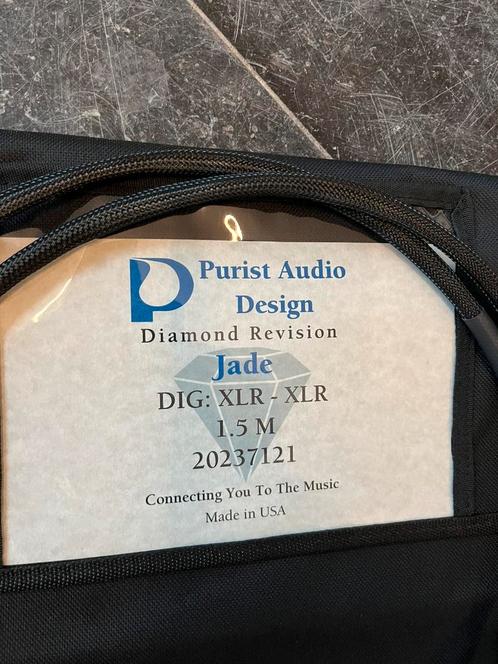 Purist Audio
Design
Diamond Revision
Jade
DIG: XLR - XLR
1.5 M
20237121
Connecting You To The Music
Made in USA